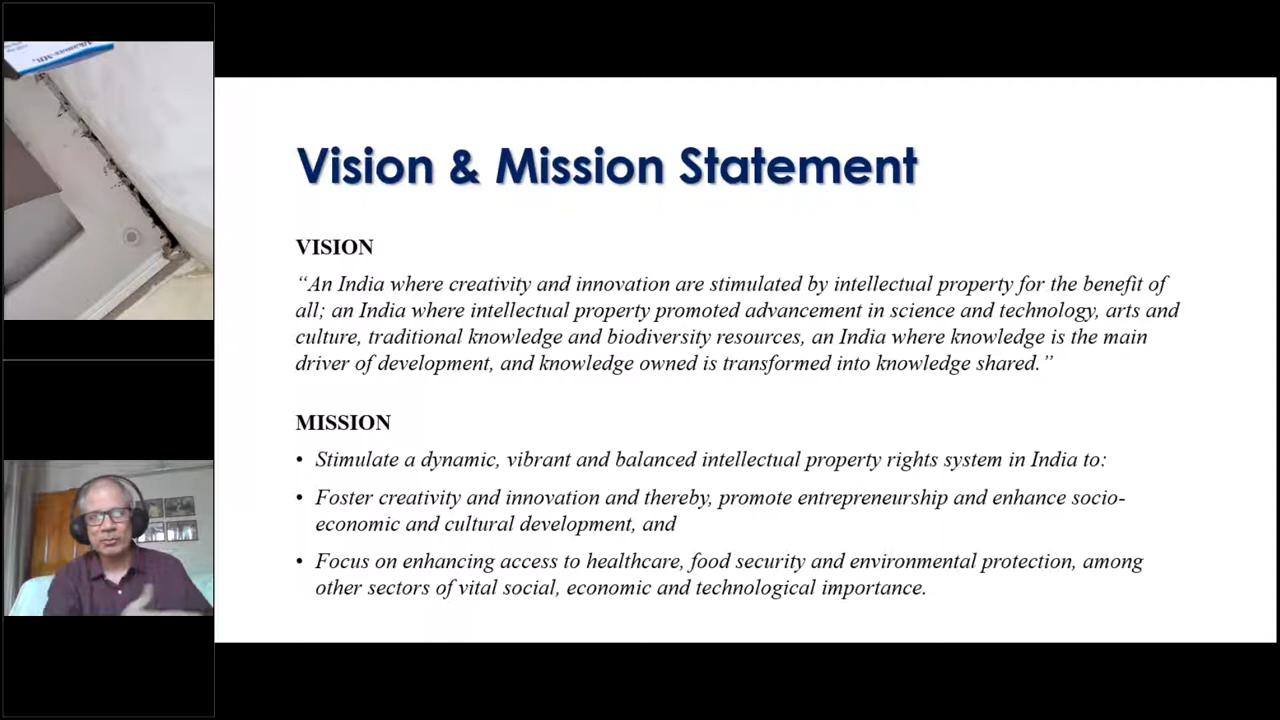 Vision & Mission Statement
VISION
“An India where creativity and innovation are stimulated by intellectual property for the benefit of
all; an India where intellectual property promoted advancement in science and technology, arts and
culture, traditional knowledge and biodiversity resources, an India where knowledge is the main
driver of development, and knowledge owned is transformed into knowledge shared.”
MISSION
• Stimulate a dynamic, vibrant and balanced intellectual property rights system in India to:
• Foster creativity and innovation and thereby, promote entrepreneurship and enhance socio-
economic and cultural development, and
• Focus on enhancing access to healthcare, food security and environmental protection, among
other sectors of vital social, economic and technological importance.